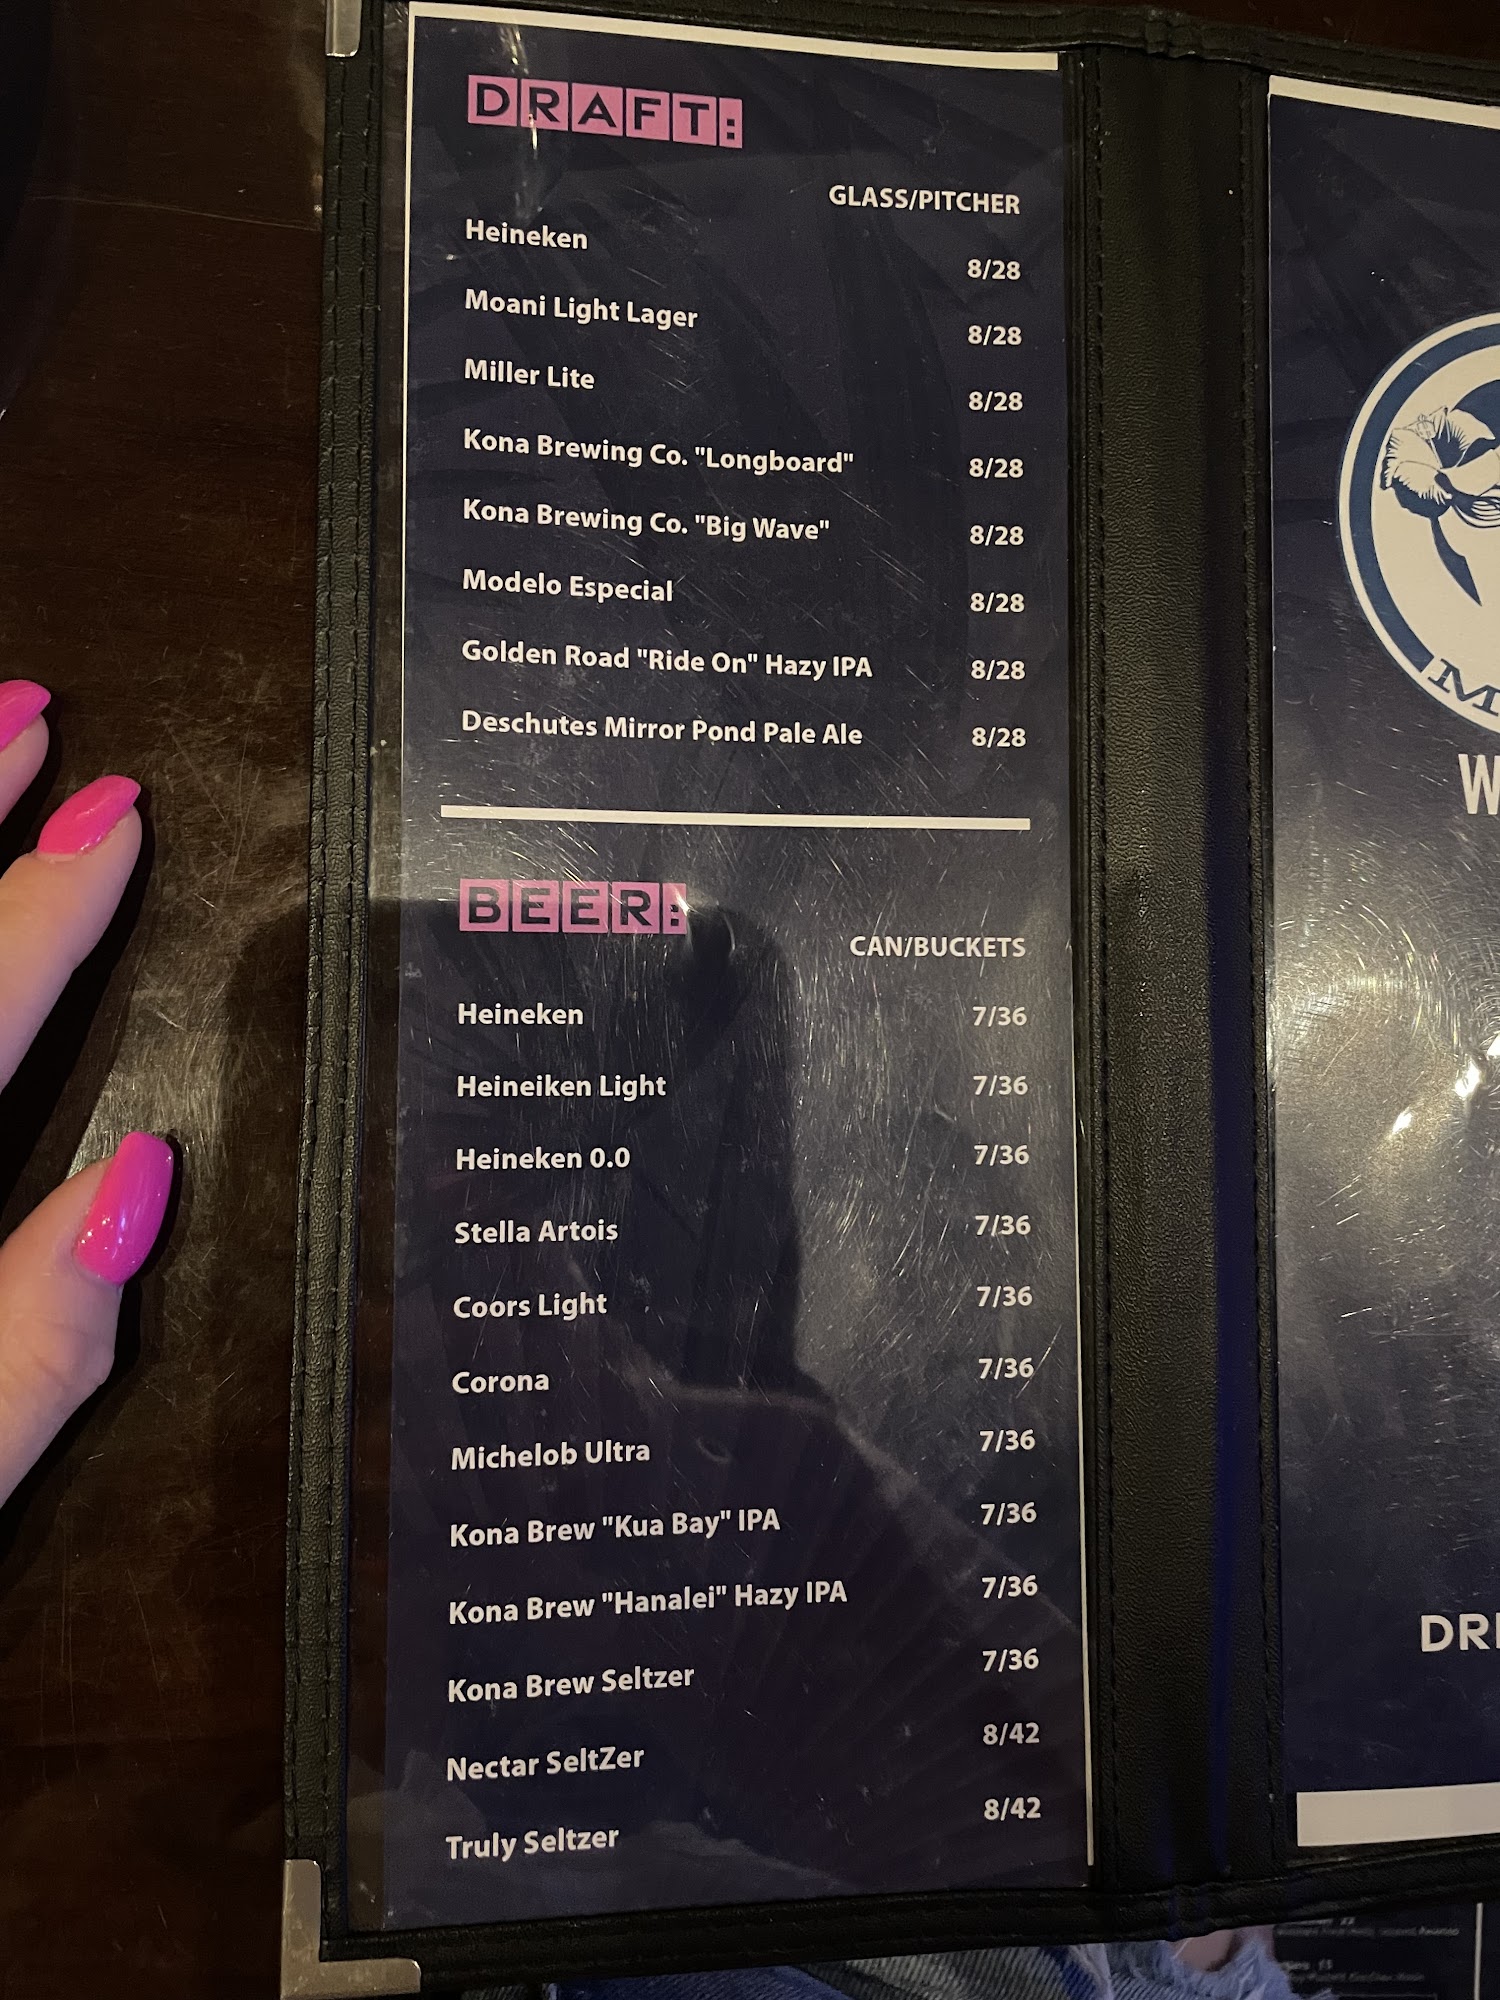 DRAFT:
GLASS/PITCHER
Heineken 8/28
Moani Light Lager 8/28
Miller Lite 8/28
Kona Brewing Co. "Longboard" 8/28
Kona Brewing Co. "Big Wave" 8/28
Modelo Especial 8/28
Golden Road "Ride On" Hazy IPA 8/28
Deschutes Mirror Pond Pale Ale 8/28
BEER:
CAN/BUCKETS
Heineken 7/36
Heineiken Light 7/36
Heineken 0.0 7/36
Stella Artois 7/36
Coors Light 7/36
Corona 7/36
Michelob Ultra 7/36
Kona Brew "Kua Bay" IPA 7/36
Kona Brew "Hanalei" Hazy IPA 7/36
Kona Brew Seltzer 7/36
Nectar SeltZer 8/42
Truly Seltzer 8/42